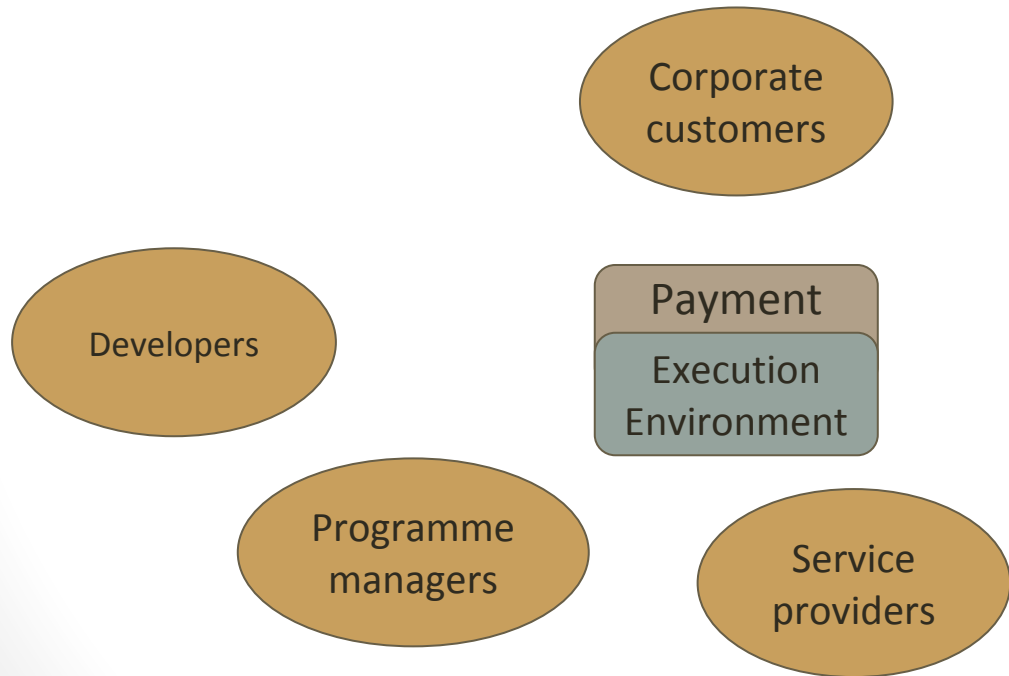 Corporate
customers
Payment
Developers
Execution
Environment
Programme
managers
Service
providers